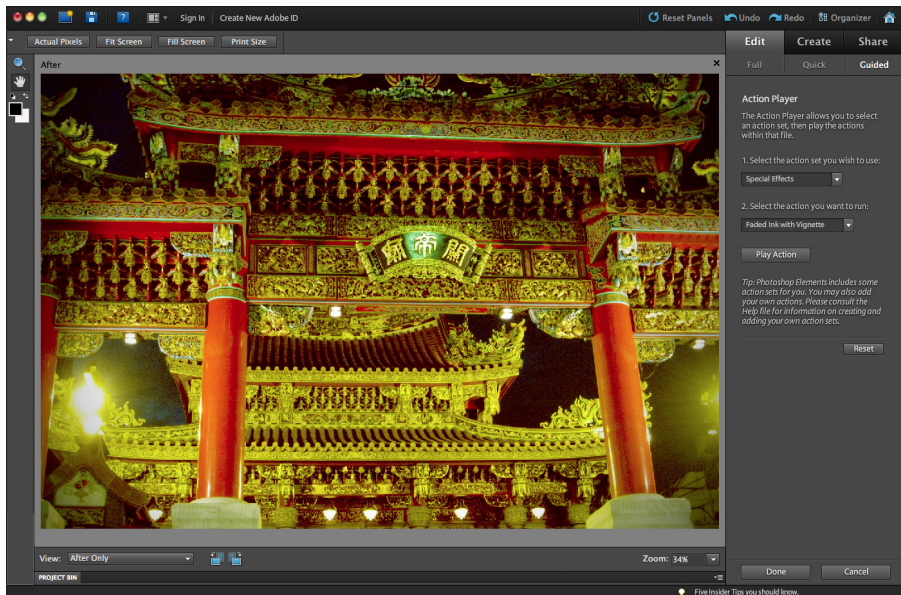 ? Sign In Create New Adobe ID Reset Panels Undo Redo Organizer
Actual Pixels Fit Screen Fill Screen Print Size
Edit Create Share
Full Quick Guided
After
廟帝關
Action Player
The Action Player allows you to select
an action set, then play the actions
within that file.
1. Select the action set you wish to use:
Special Effects
2. Select the action you want to run:
Faded Ink with Vignette
Play Action
Tip: Photoshop Elements includes some
action sets for you. You may also add
your own actions. Please consult the
Help file for information on creating and
adding your own action sets.
Reset
View: After Only Zoom: 34%
PROJECT BIN
Done Cancel
Five Insider Tips you should know.